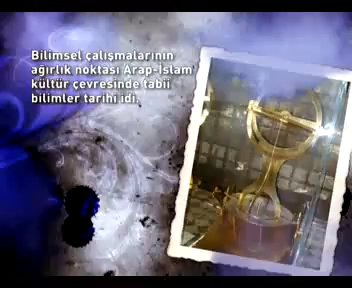 Bilimsel çalışmalarının
ağırlık noktası Arap-İslam
kültür çevresinde tabii
bilimler tarihi idi.